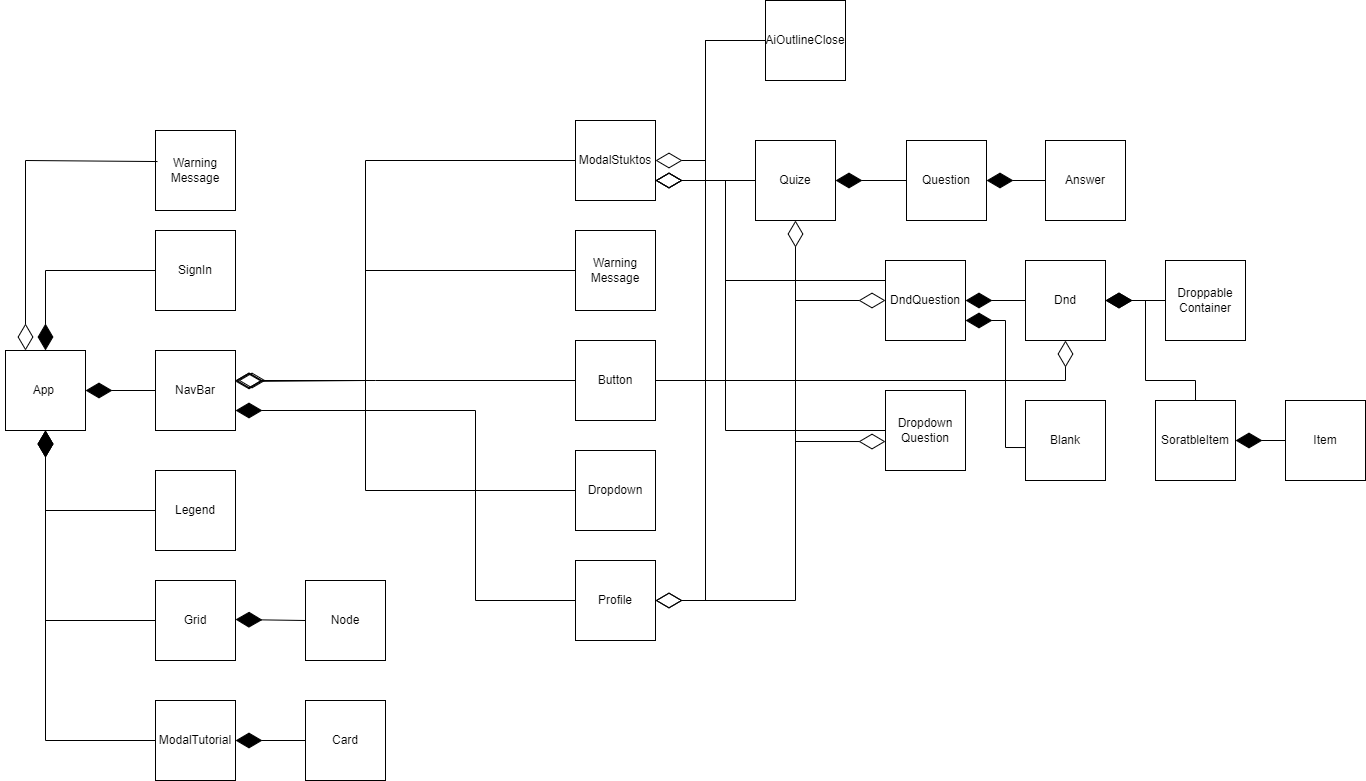 AiOutlineClose
Warning
Message
ModalStuktos
Quize
Question
Answer
SignIn
Warning
Message
DndQuestion
Dnd
Droppable
Container
App
NavBar
Button
Dropdown
Question
Blank
SoratbleItem
Item
Legend
Dropdown
Grid
Node
Profile
ModalTutorial
Card